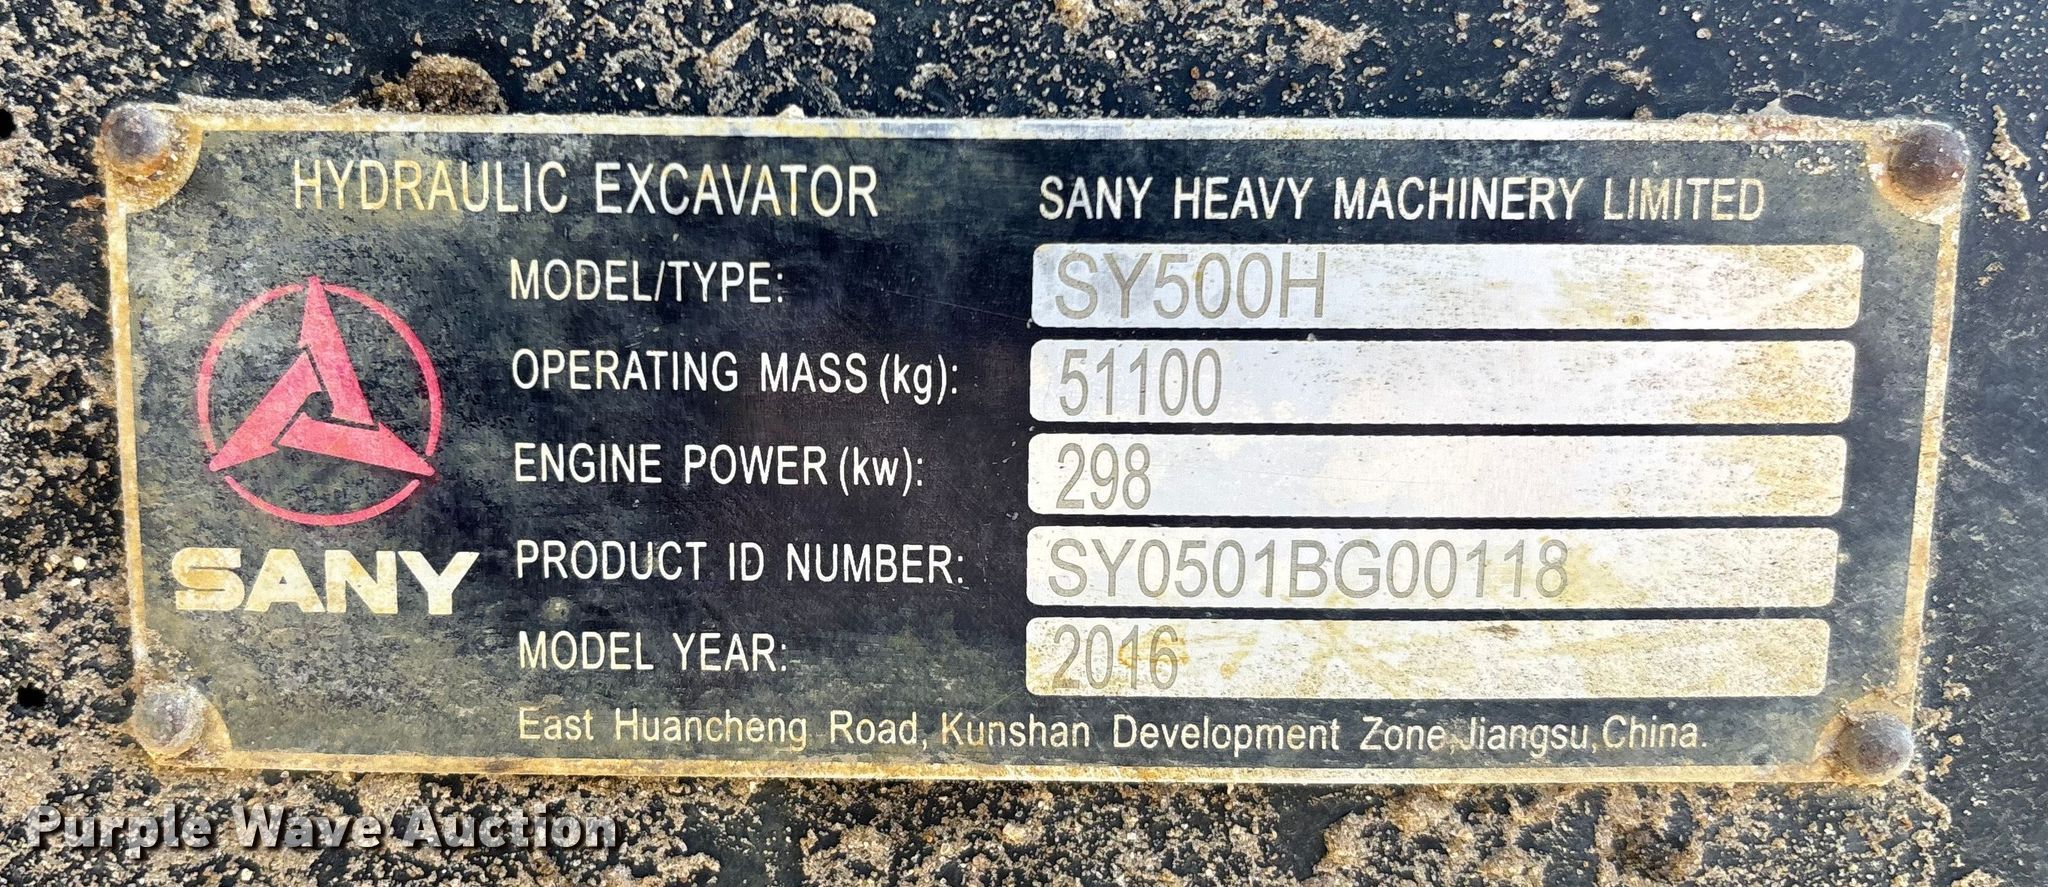 HYDRAULIC EXCAVATOR SANY HEAVY MACHINERY LIMITED
MODEL/TYPE: SY500H
OPERATING MASS (kg): 51100
ENGINE POWER (kw): 298
PRODUCT ID NUMBER: SY0501BG00118
MODEL YEAR: 2016
SANY
East Huancheng Road, Kunshan Development Zone,Jiangsu,China.
Purple Wave Auction